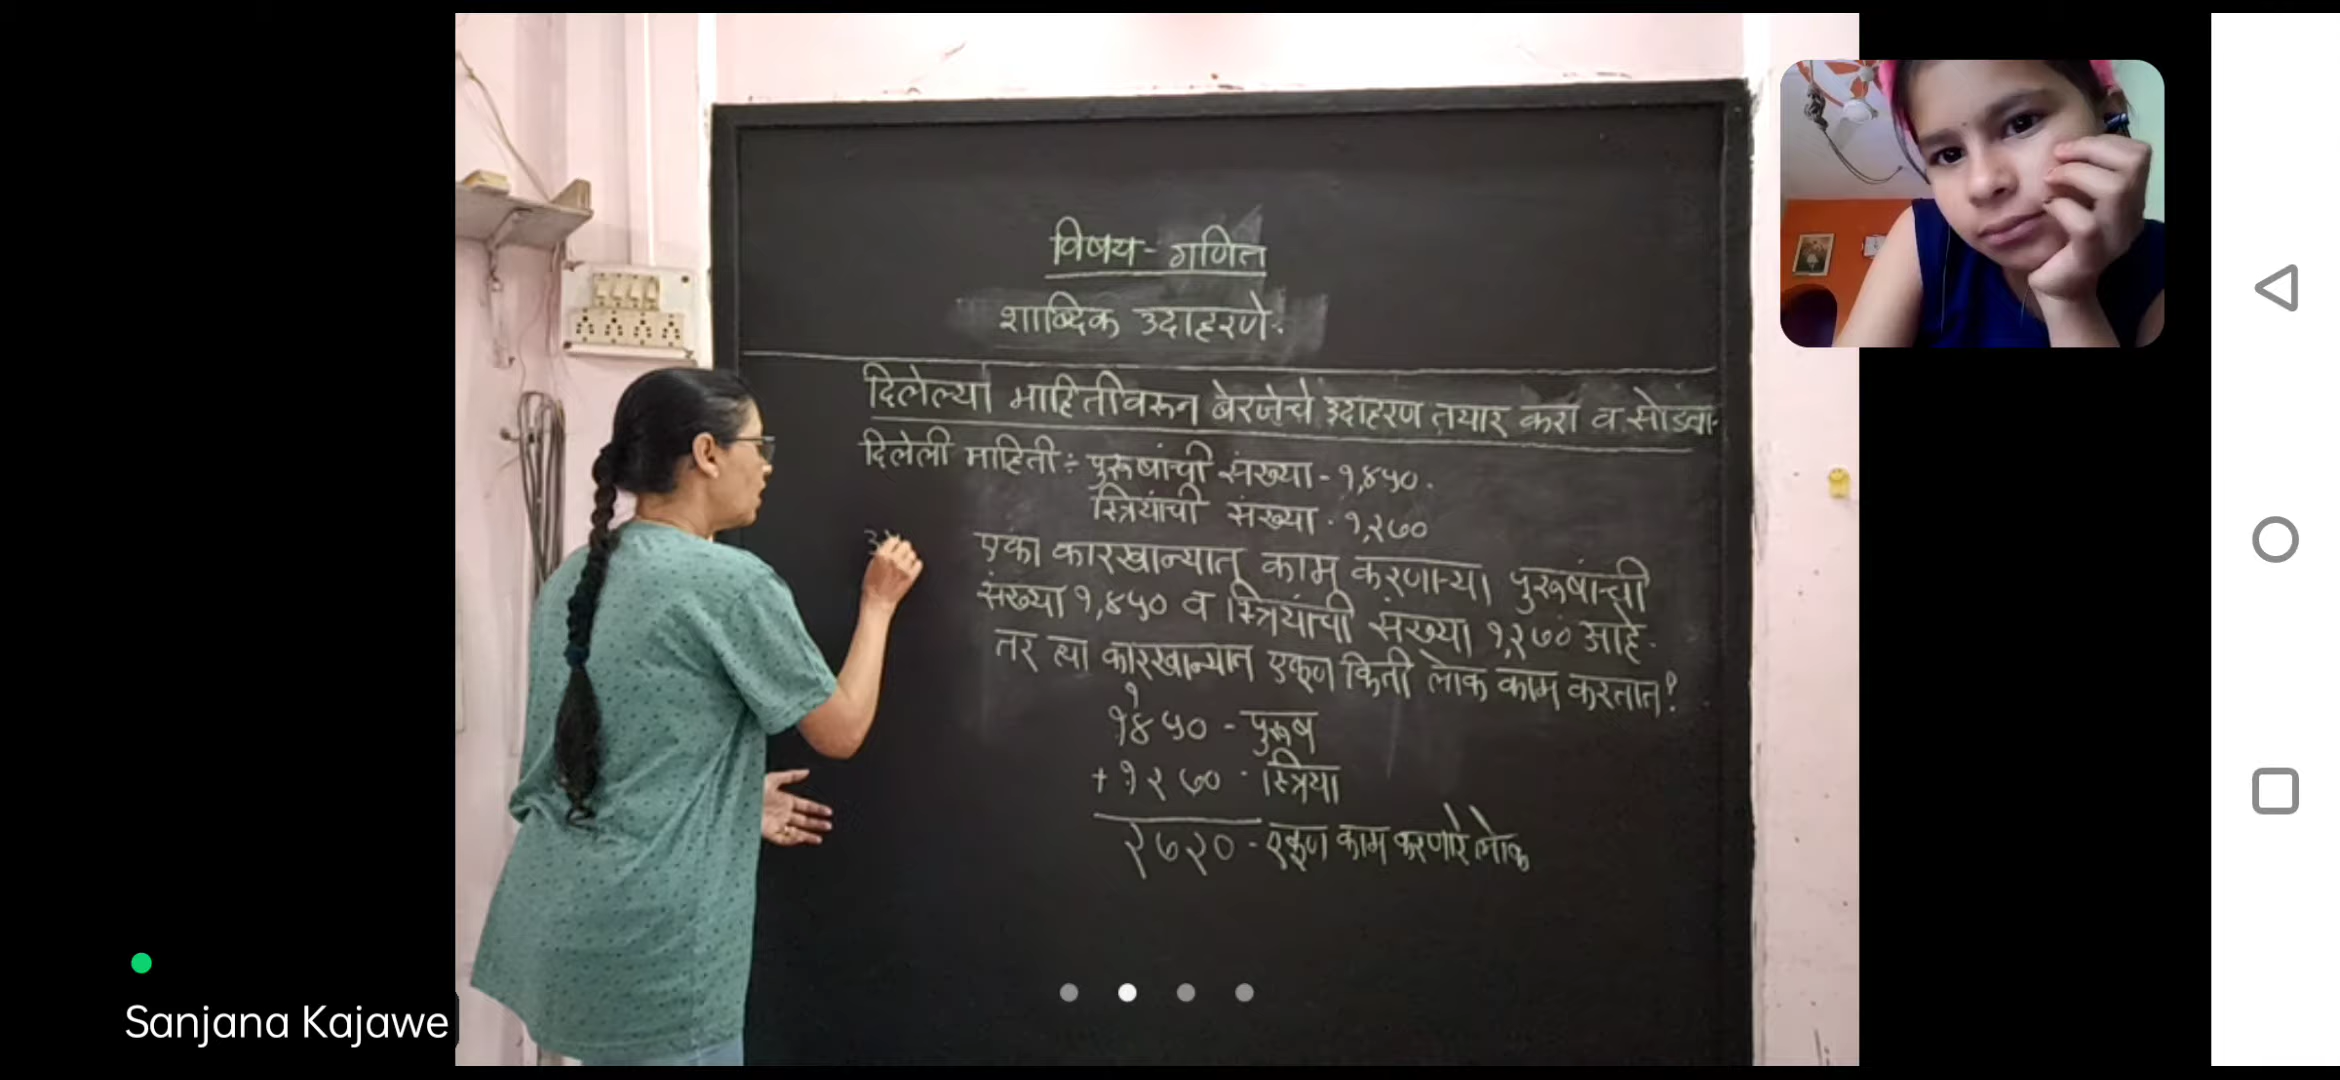 विषय - गणित
शाब्दिक उदाहरणे.
दिलेल्या माहितीवरून बेरजेचे उदाहरण तयार करा व सोडवा.
दिलेली माहिती : पुरूषांची संख्या - १,४५०.
स्त्रियांची संख्या - १,२७०
एका कारखान्यात काम करणाऱ्या पुरूषांची
संख्या १,४५० व स्त्रियांची संख्या १,२७० आहे.
तर त्या कारखान्यात एकूण किती लोक काम करतात?
१
१४५० - पुरूष
+ १२७० - स्त्रिया
२७२० - एकूण काम करणारे लोक
Sanjana Kajawe